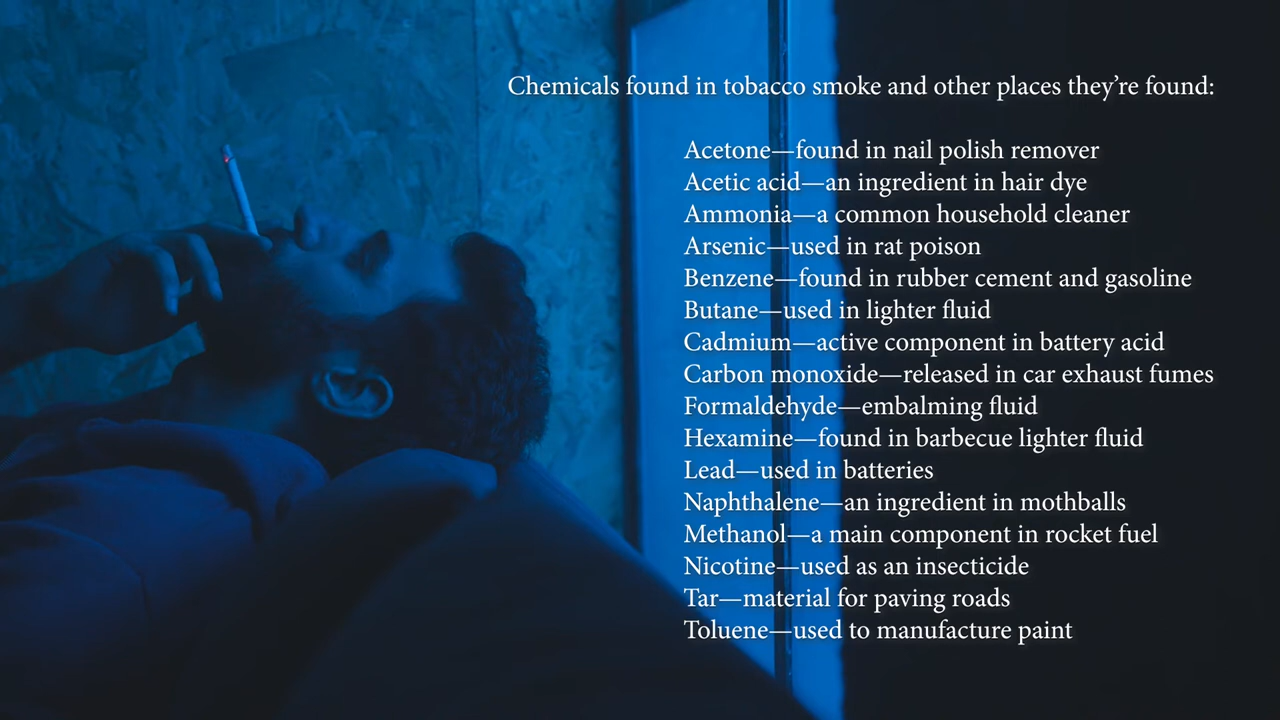 Chemicals found in tobacco smoke and other places they’re found:
Acetone—found in nail polish remover
Acetic acid—an ingredient in hair dye
Ammonia—a common household cleaner
Arsenic—used in rat poison
Benzene—found in rubber cement and gasoline
Butane—used in lighter fluid
Cadmium—active component in battery acid
Carbon monoxide—released in car exhaust fumes
Formaldehyde—embalming fluid
Hexamine—found in barbecue lighter fluid
Lead—used in batteries
Naphthalene—an ingredient in mothballs
Methanol—a main component in rocket fuel
Nicotine—used as an insecticide
Tar—material for paving roads
Toluene—used to manufacture paint